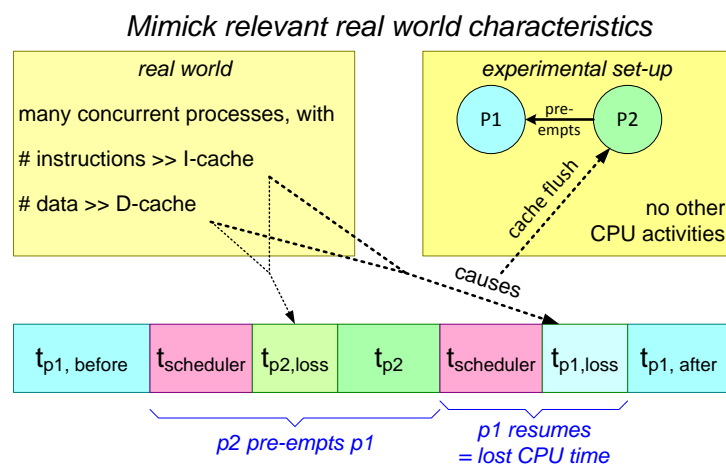 Mimick relevant real world characteristics
real world
many concurrent processes, with
# instructions >> I-cache
# data >> D-cache
experimental set-up
P1
pre-
empts
P2
cache flush
no other
CPU activities
causes
tp1, before
tscheduler
tp2,loss
tp2
tscheduler
tp1,loss
tp1, after
p2 pre-empts p1
p1 resumes
= lost CPU time